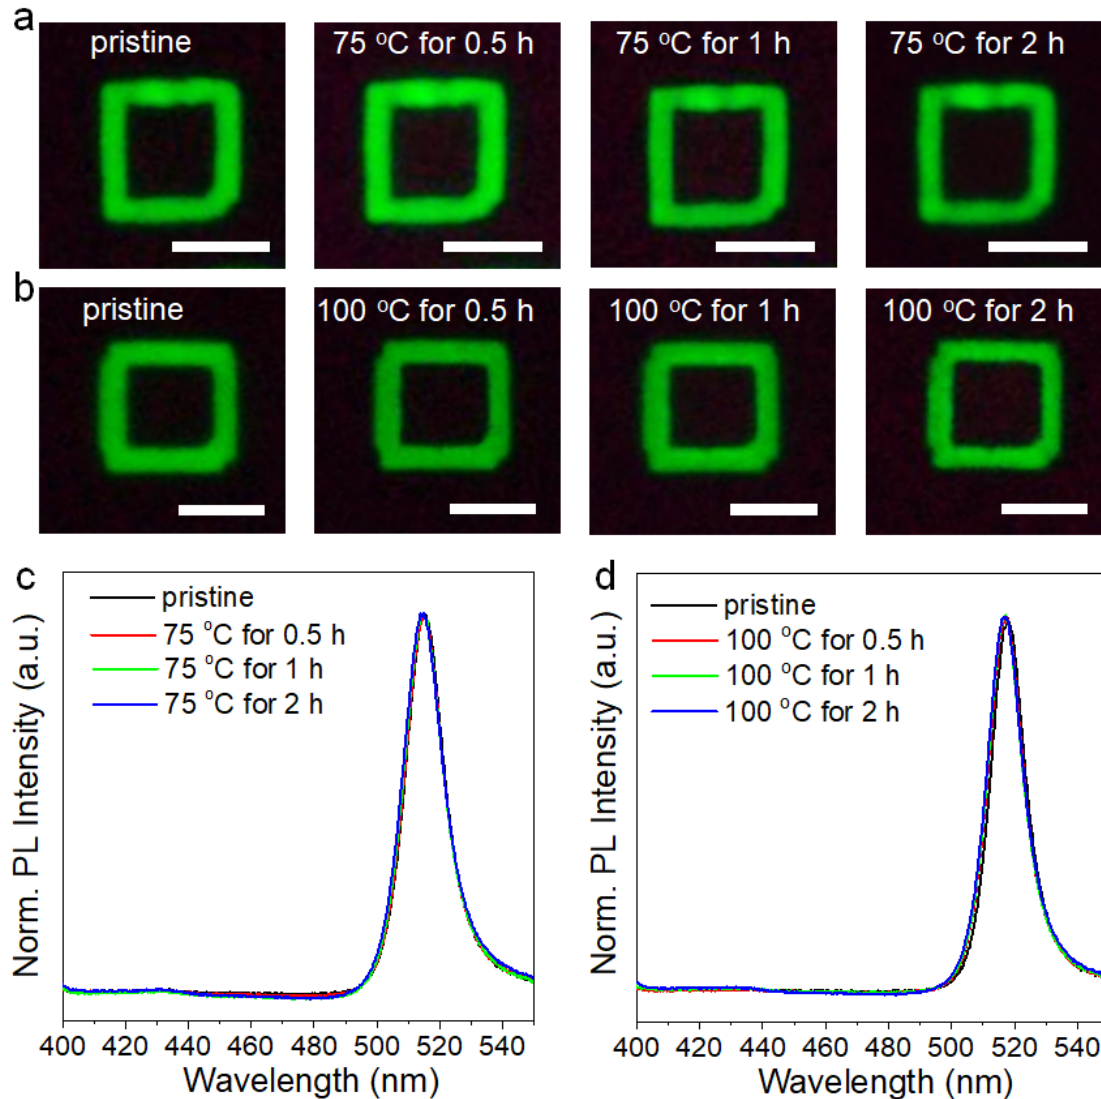 a
pristine
75 °C for 0.5 h
75 °C for 1 h
75 °C for 2 h
b
pristine
100 °C for 0.5 h
100 °C for 1 h
100 °C for 2 h
c
pristine
75 °C for 0.5 h
75 °C for 1 h
75 °C for 2 h
Norm. PL Intensity (a.u.)
400 420 440 460 480 500 520 540
Wavelength (nm)
d
pristine
100 °C for 0.5 h
100 °C for 1 h
100 °C for 2 h
Norm. PL Intensity (a.u.)
400 420 440 460 480 500 520 540
Wavelength (nm)